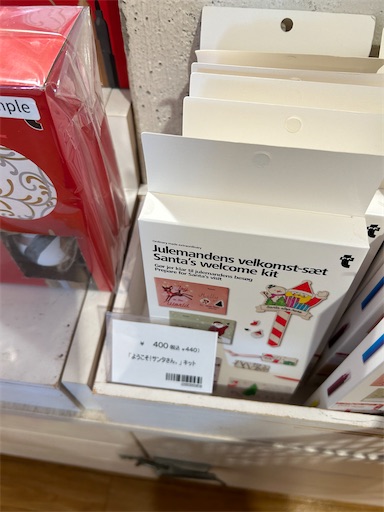 mple
Julemandens velkomst-sæt
Santa's welcome kit
Gør jer klar til julemandens besøg
Prepare for Santa's visit
¥ 400 (税込 ¥440)
「ようこそ!サンタさん。」キット